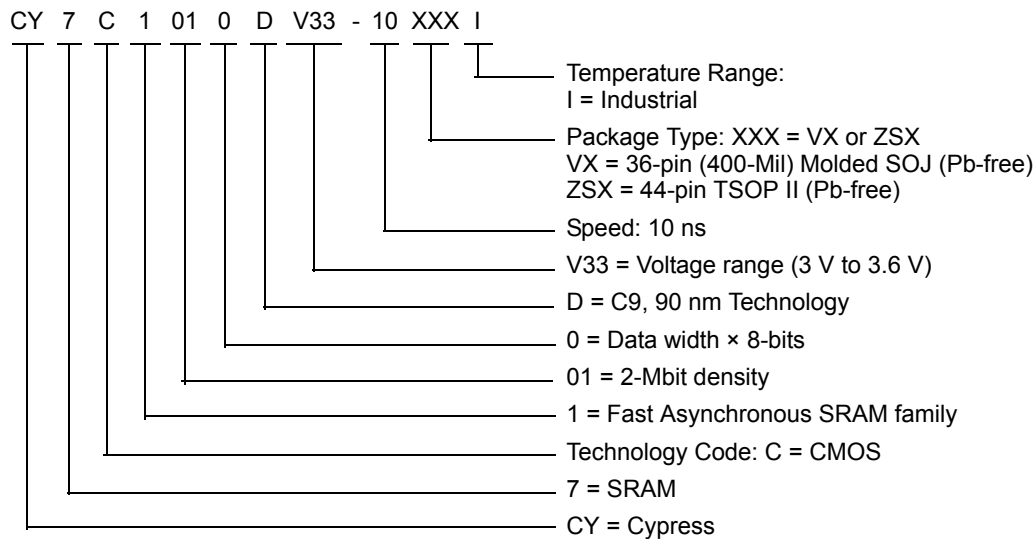 CY 7 C 1 01 0 D V33 - 10 XXX I
Temperature Range:
I = Industrial
Package Type: XXX = VX or ZSX
VX = 36-pin (400-Mil) Molded SOJ (Pb-free)
ZSX = 44-pin TSOP II (Pb-free)
Speed: 10 ns
V33 = Voltage range (3 V to 3.6 V)
D = C9, 90 nm Technology
0 = Data width × 8-bits
01 = 2-Mbit density
1 = Fast Asynchronous SRAM family
Technology Code: C = CMOS
7 = SRAM
CY = Cypress